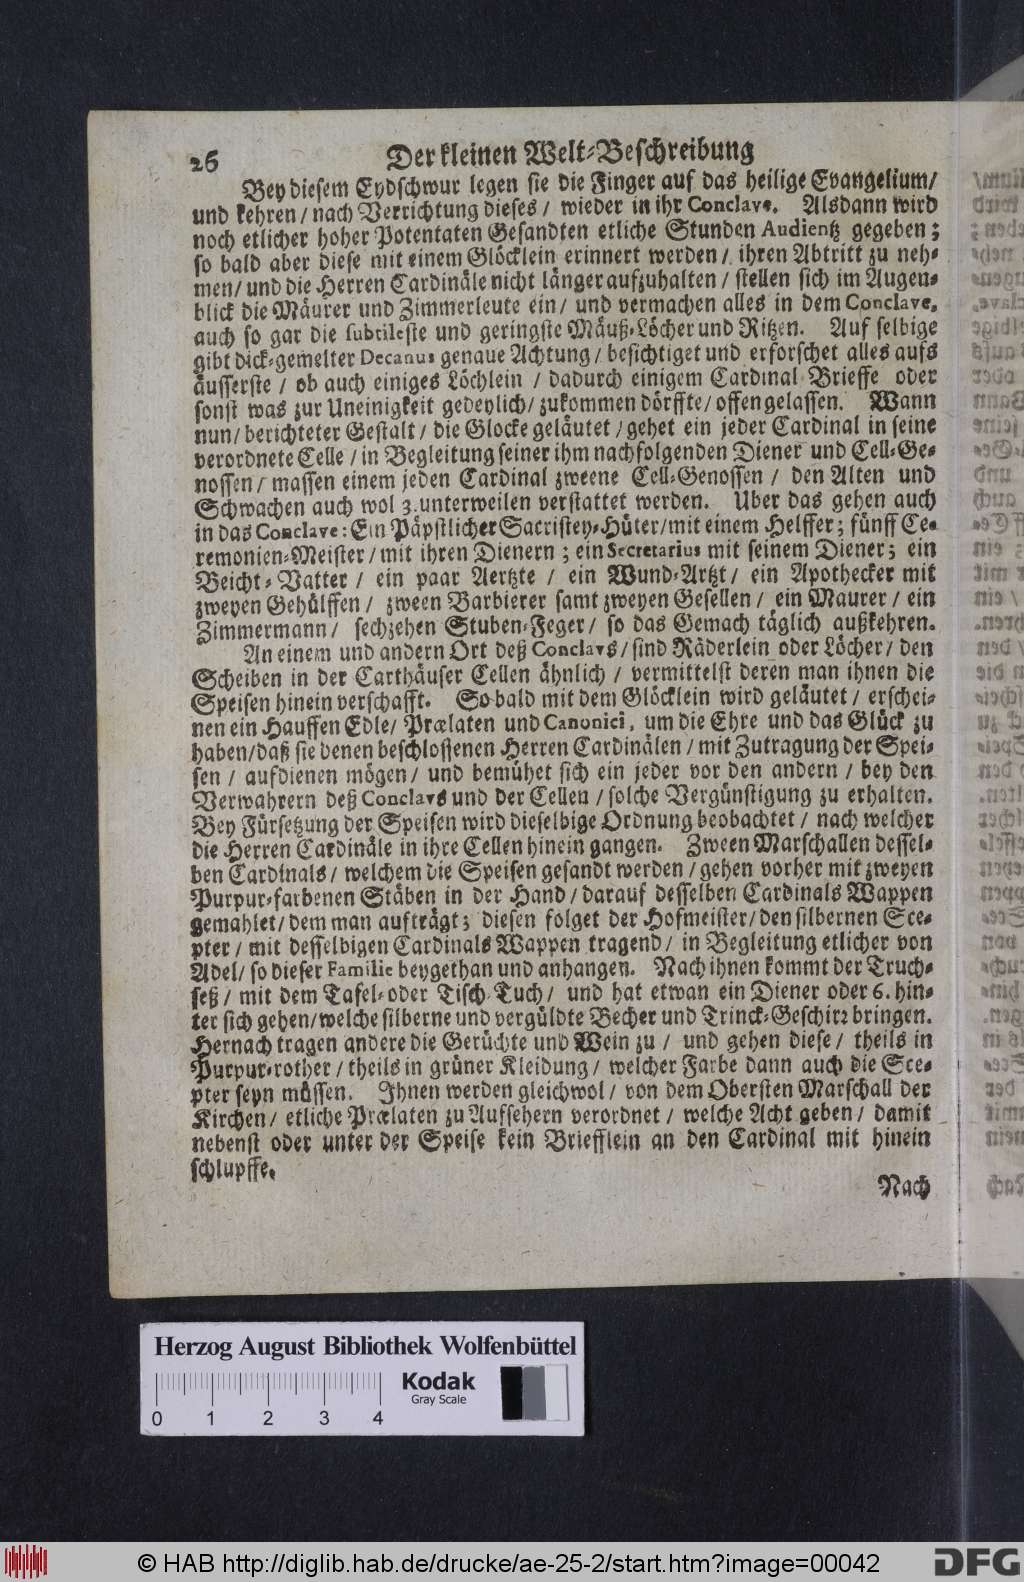 26 Der kleinen Welt-Beschreibung
Bey diesem Eydschwur legen sie die Finger auf das heilige Evangelium/
und kehren/ nach Verrichtung dieses/ wieder in ihr Conclave. Alsdann wird
noch etlicher hoher Potentaten Gesandten etliche Stunden Audientz gegeben;
so bald aber diese mit einem Glöcklein erinnert werden/ ihren Abtritt zu neh-
men/ und die Herren Cardinäle nicht länger aufzuhalten/ stellen sich im Augen-
blick die Mäurer und Zimmerleute ein/ und vermachen alles in dem Conclave,
auch so gar die subtileste und geringste Mäuß-Löcher und Ritzen. Auf selbige
gibt dick-gemelter Decanus genaue Achtung/ besichtiget und erforschet alles aufs
äusserste/ ob auch einiges Löchlein/ dadurch einigem Cardinal Brieffe oder
sonst was zur Uneinigkeit gedeylich/ zukommen dörffte/ offen gelassen. Wann
nun/ berichteter Gestalt/ die Glocke geläutet/ gehet ein jeder Cardinal in seine
verordnete Celle/ in Begleitung seiner ihm nachfolgenden Diener und Cell-Ge-
nossen/ massen einem jeden Cardinal zweene Cell-Genossen/ den Alten und
Schwachen auch wol 3. unterweilen verstattet werden. Uber das gehen auch
in das Conclave: Ein Päpstlicher Sacristey-Hüter/ mit einem Helffer; fünff Ce-
remonien-Meister/ mit ihren Dienern; ein Secretarius mit seinem Diener; ein
Beicht-Vatter/ ein paar Aertzte/ ein Wund-Artzt/ ein Apothecker mit
zweyen Gehülffen/ zween Barbierer samt zweyen Gesellen/ ein Maurer/ ein
Zimmermann/ sechzehen Stuben-Feger/ so das Gemach täglich außkehren.
An einem und andern Ort deß Conclavs/ sind Räderlein oder Löcher/ den
Scheiben in der Carthäuser Cellen ähnlich/ vermittelst deren man ihnen die
Speisen hinein verschafft. So bald mit dem Glöcklein wird geläutet/ erschei-
nen ein Hauffen Edle/ Prælaten und Canonici, um die Ehre und das Glück zu
haben/ daß sie denen beschlossenen Herren Cardinälen/ mit Zutragung der Spei-
sen/ aufdienen mögen/ und bemühet sich ein jeder vor den andern/ bey den
Verwahrern deß Conclavs und der Cellen/ solche Vergünstigung zu erhalten.
Bey Fürsetzung der Speisen wird dieselbige Ordnung beobachtet/ nach welcher
die Herren Cardinäle in ihre Cellen hinein gangen. Zween Marschallen dessel-
ben Cardinals/ welchem die Speisen gesandt werden/ gehen vorher mit zweyen
Purpur-farbenen Stäben in der Hand/ darauf desselben Cardinals Wappen
gemahlet/ dem man aufträgt; diesen folget der Hofmeister/ den silbernen Sce-
pter/ mit desselbigen Cardinals Wappen tragend/ in Begleitung etlicher von
Adel/ so dieser Familie beygethan und anhangen. Nach ihnen kommt der Truch-
seß/ mit dem Tafel- oder Tisch-Tuch/ und hat etwan ein Diener oder 6. hin-
ter sich gehen/ welche silberne und vergüldte Becher und Trinck-Geschirr bringen.
Hernach tragen andere die Gerüchte und Wein zu/ und gehen diese/ theils in
Purpur-rother/ theils in grüner Kleidung/ welcher Farbe dann auch die Sce-
pter seyn müssen. Ihnen werden gleichwol/ von dem Obersten Marschall der
Kirchen/ etliche Prælaten zu Aufsehern verordnet/ welche Acht geben/ damit
nebenst oder unter der Speise kein Briefflein an den Cardinal mit hinein
schlupffe.
Nach
Herzog August Bibliothek Wolfenbüttel
Kodak
Gray Scale
0 1 2 3 4
© HAB http://diglib.hab.de/drucke/ae-25-2/start.htm?image=00042
DFG